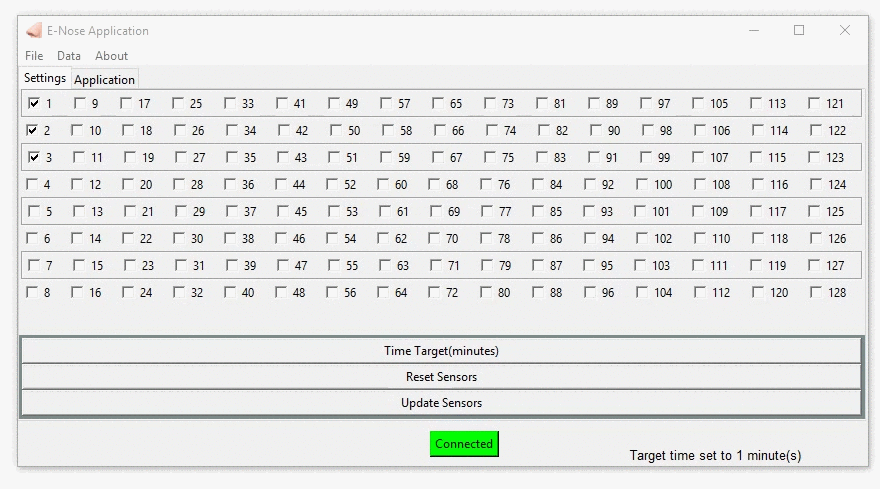 E-Nose Application
File Data About
Settings Application
1 9 17 25 33 41 49 57 65 73 81 89 97 105 113 121
2 10 18 26 34 42 50 58 66 74 82 90 98 106 114 122
3 11 19 27 35 43 51 59 67 75 83 91 99 107 115 123
4 12 20 28 36 44 52 60 68 76 84 92 100 108 116 124
5 13 21 29 37 45 53 61 69 77 85 93 101 109 117 125
6 14 22 30 38 46 54 62 70 78 86 94 102 110 118 126
7 15 23 31 39 47 55 63 71 79 87 95 103 111 119 127
8 16 24 32 40 48 56 64 72 80 88 96 104 112 120 128
Time Target(minutes)
Reset Sensors
Update Sensors
Connected
Target time set to 1 minute(s)